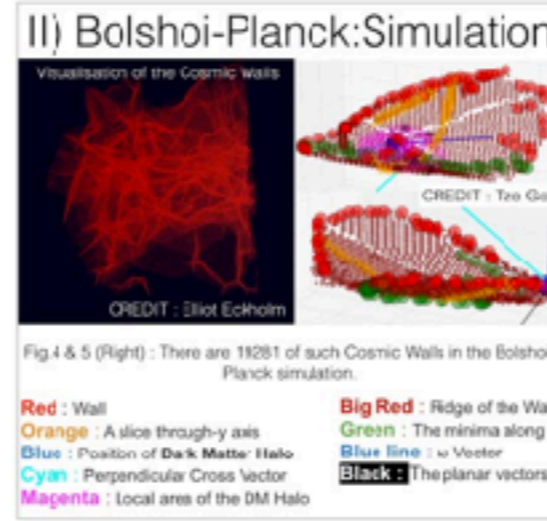 II) Bolshoi-Planck:Simulation
Visualisation of the Cosmic Walls
CREDIT : Tze Go
CREDIT : Elliot Eckholm
Fig.4 & 5 (Right) : There are 19281 of such Cosmic Walls in the Bolshoi
Planck simulation.
Red : Wall
Orange : A slice through-y axis
Blue : Position of Dark Matter Halo
Cyan : Perpendicular Cross Vector
Magenta : Local area of the DM Halo
Big Red : Ridge of the Wa
Green : The minima along
Blue line : ω Vector
Black : The planar vectors